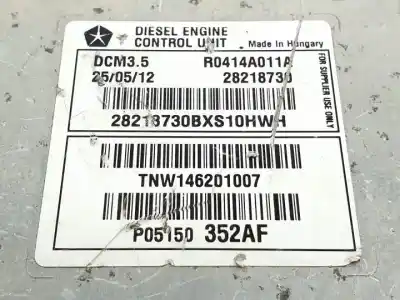 DIESEL ENGINE
CONTROL UNIT
Made in Hungary
DCM3.5 R0414A011A
25/05/12 28218730
28218730BXS10HWH
FOR SUPPLIER USE ONLY
TNW146201007
P05150 352AF